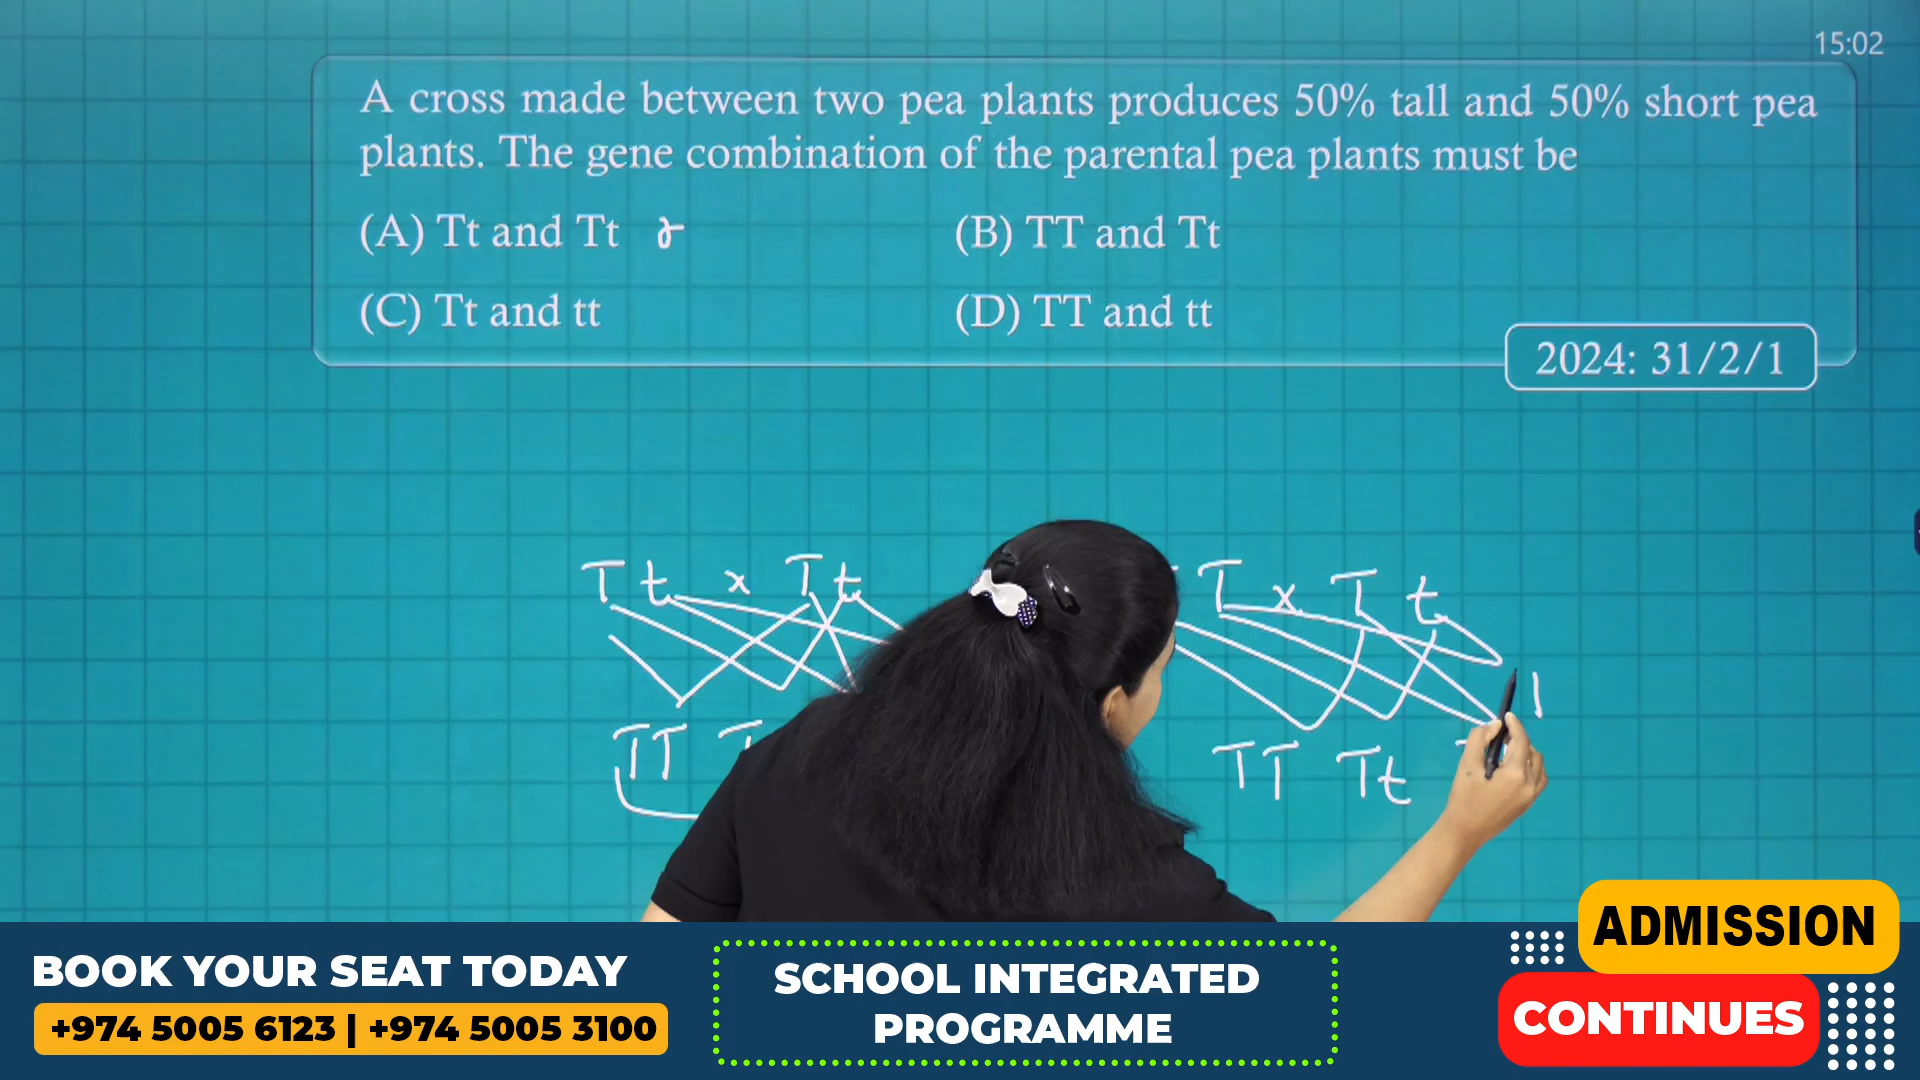 15:02
A cross made between two pea plants produces 50% tall and 50% short pea
plants. The gene combination of the parental pea plants must be
(A) Tt and Tt (B) TT and Tt
(C) Tt and tt (D) TT and tt
2024: 31/2/1
Tt x Tt T x Tt
TT TT Tt
BOOK YOUR SEAT TODAY
+974 5005 6123 | +974 5005 3100
SCHOOL INTEGRATED
PROGRAMME
ADMISSION
CONTINUES